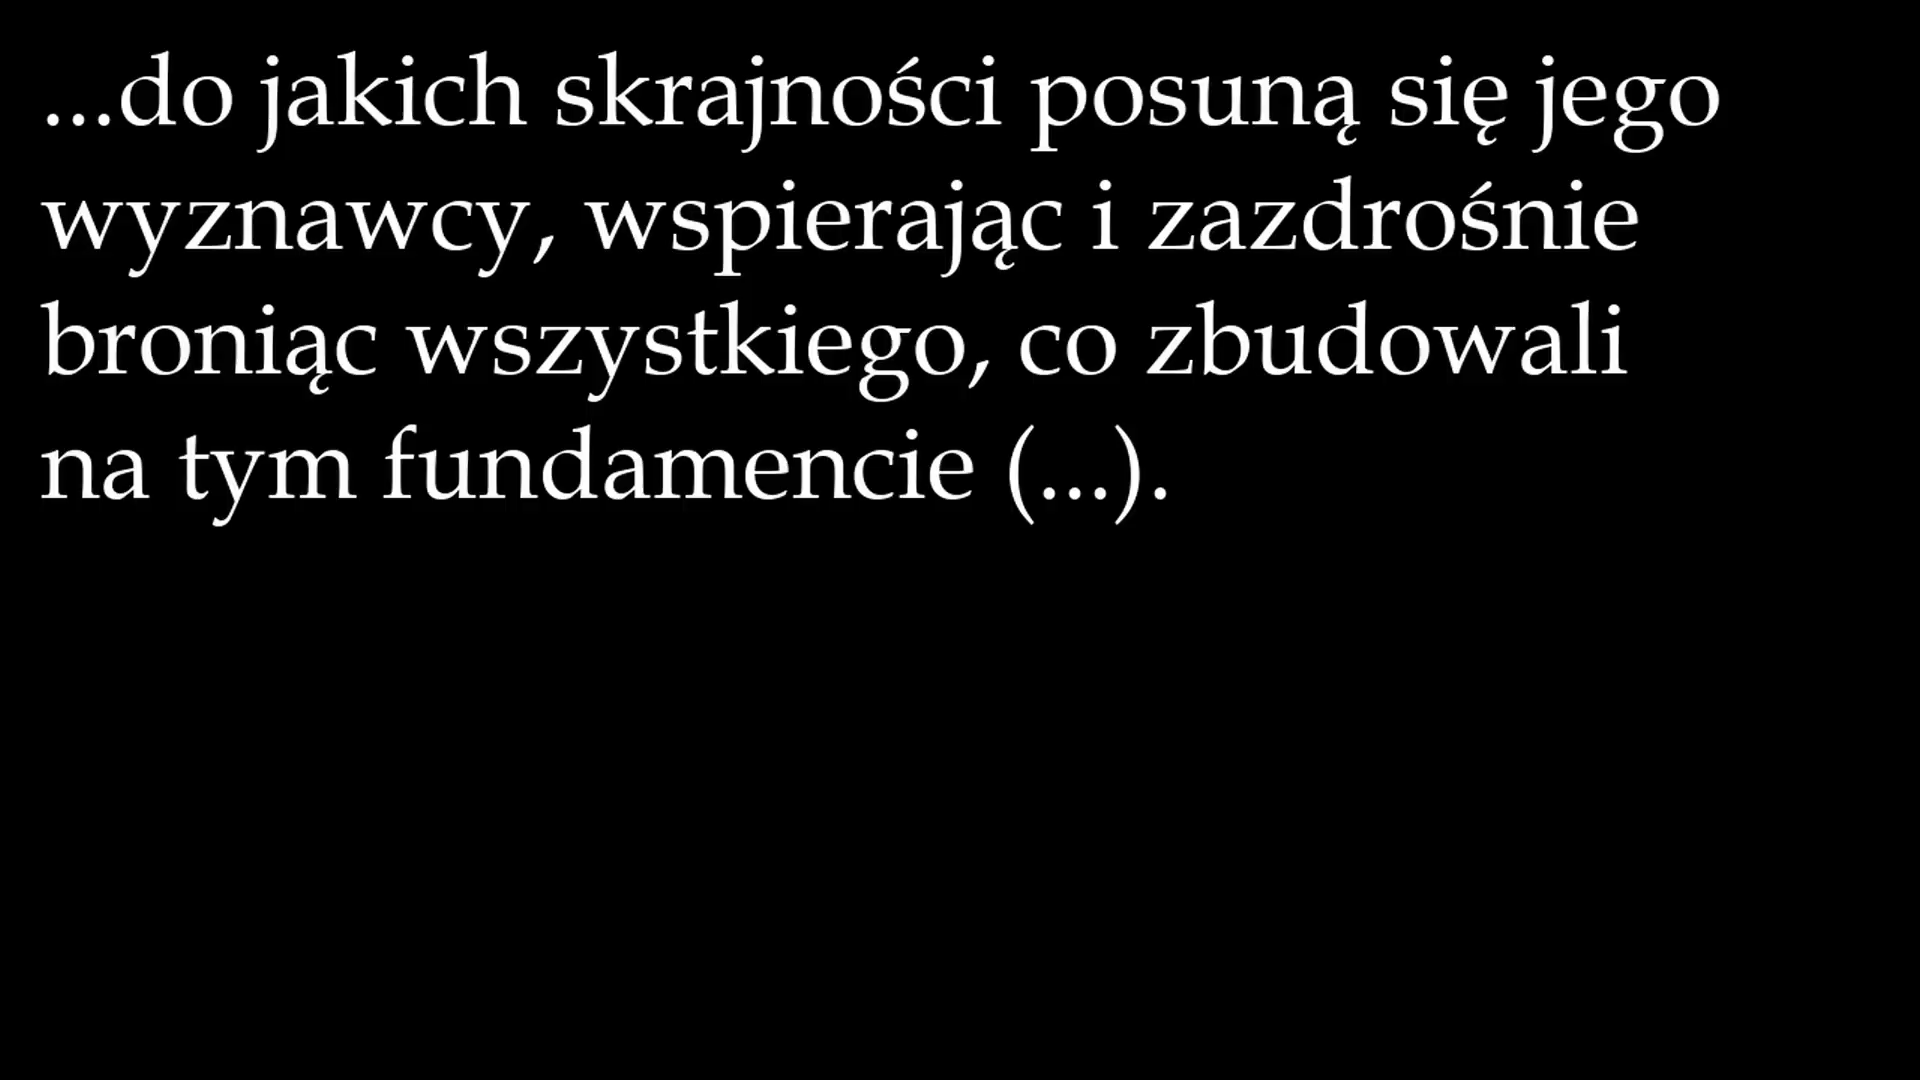 ...do jakich skrajności posuną się jego
wyznawcy, wspierając i zazdrośnie
broniąc wszystkiego, co zbudowali
na tym fundamencie (...).